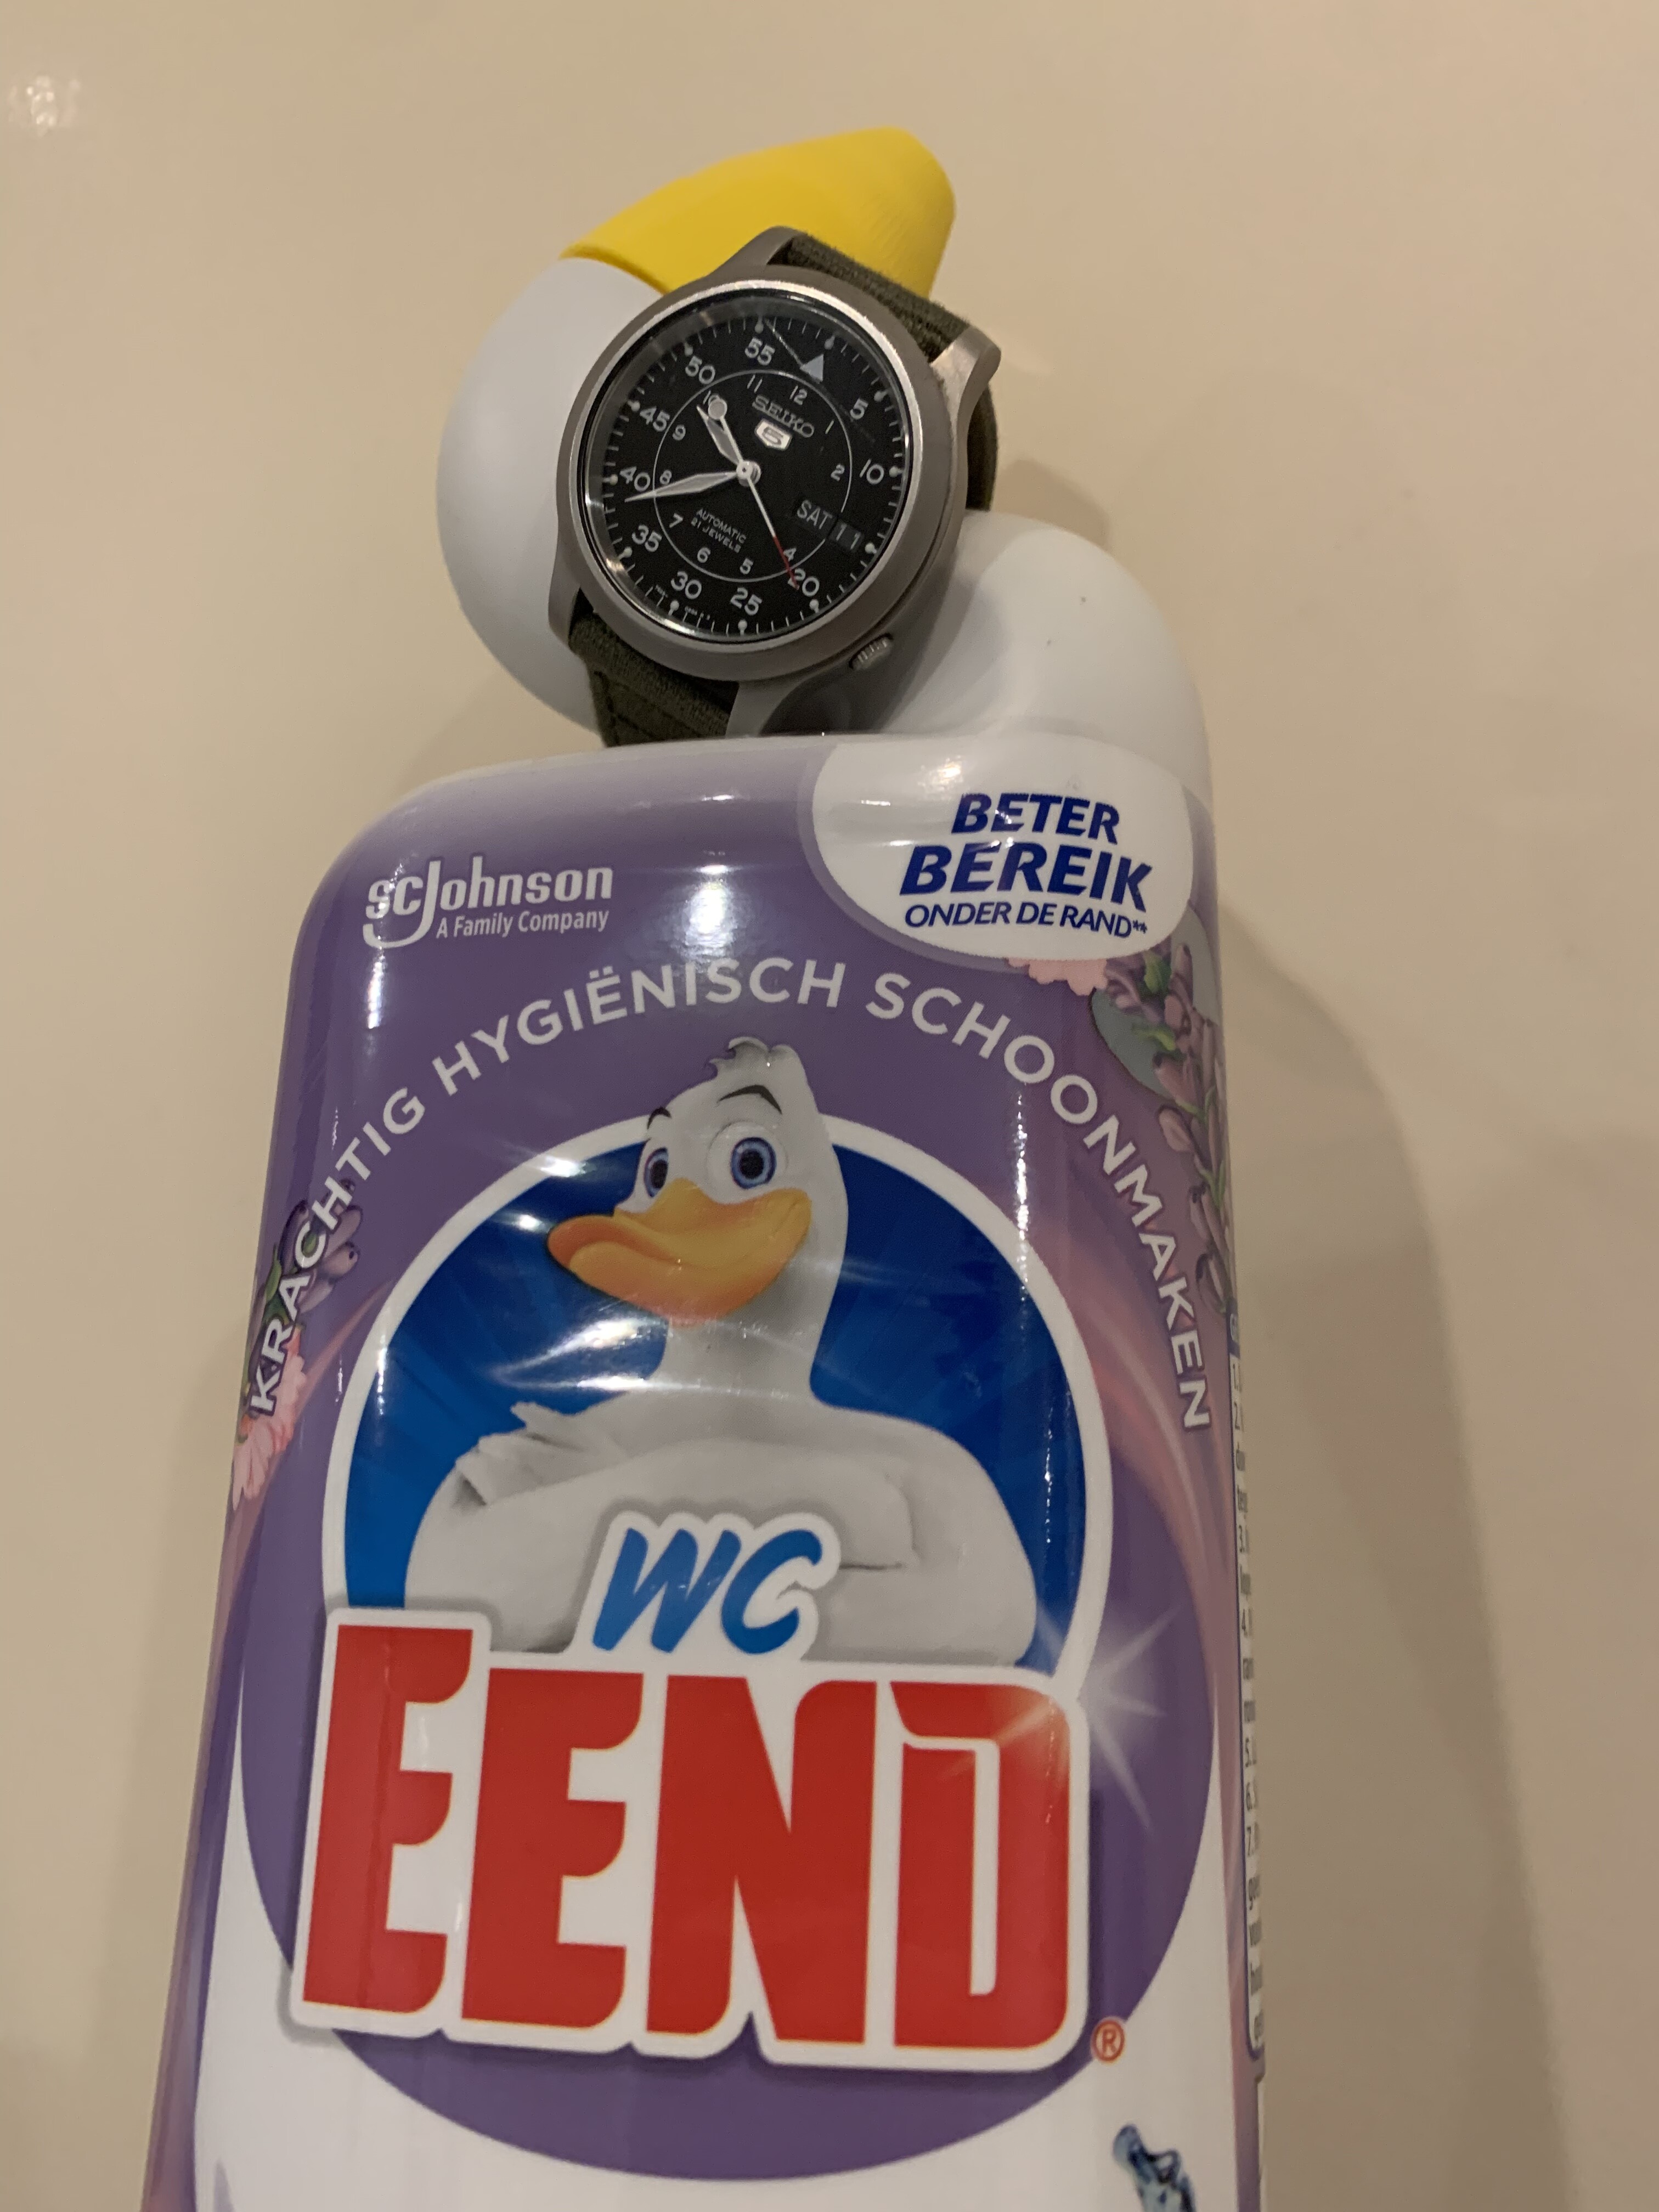 55
50
5
11
12
10
SEIKO
5
1
45
9
10
2
40
8
SAT 11
AUTOMATIC
21 JEWELS
7
4
35
6
5
20
30
25
BETER
BEREIK
ONDER DE RAND**
scJohnson
A Family Company
KRACHTIG HYGIËNISCH SCHOONMAKEN
WC
EEND
®